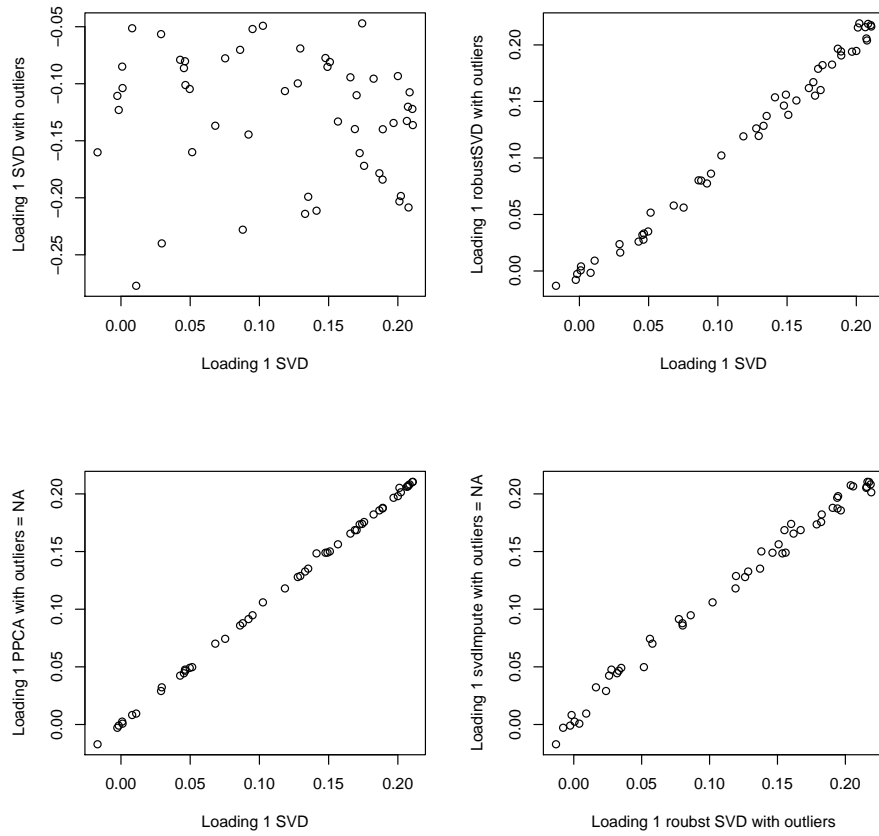 −0.05
−0.10
−0.15
−0.20
−0.25
Loading 1 SVD with outliers
0.00 0.05 0.10 0.15 0.20
Loading 1 SVD
0.20
0.15
0.10
0.05
0.00
Loading 1 robustSVD with outliers
0.00 0.05 0.10 0.15 0.20
Loading 1 SVD
0.20
0.15
0.10
0.05
0.00
Loading 1 PPCA with outliers = NA
0.00 0.05 0.10 0.15 0.20
Loading 1 SVD
0.20
0.15
0.10
0.05
0.00
Loading 1 svdImpute with outliers = NA
0.00 0.05 0.10 0.15 0.20
Loading 1 roubst SVD with outliers